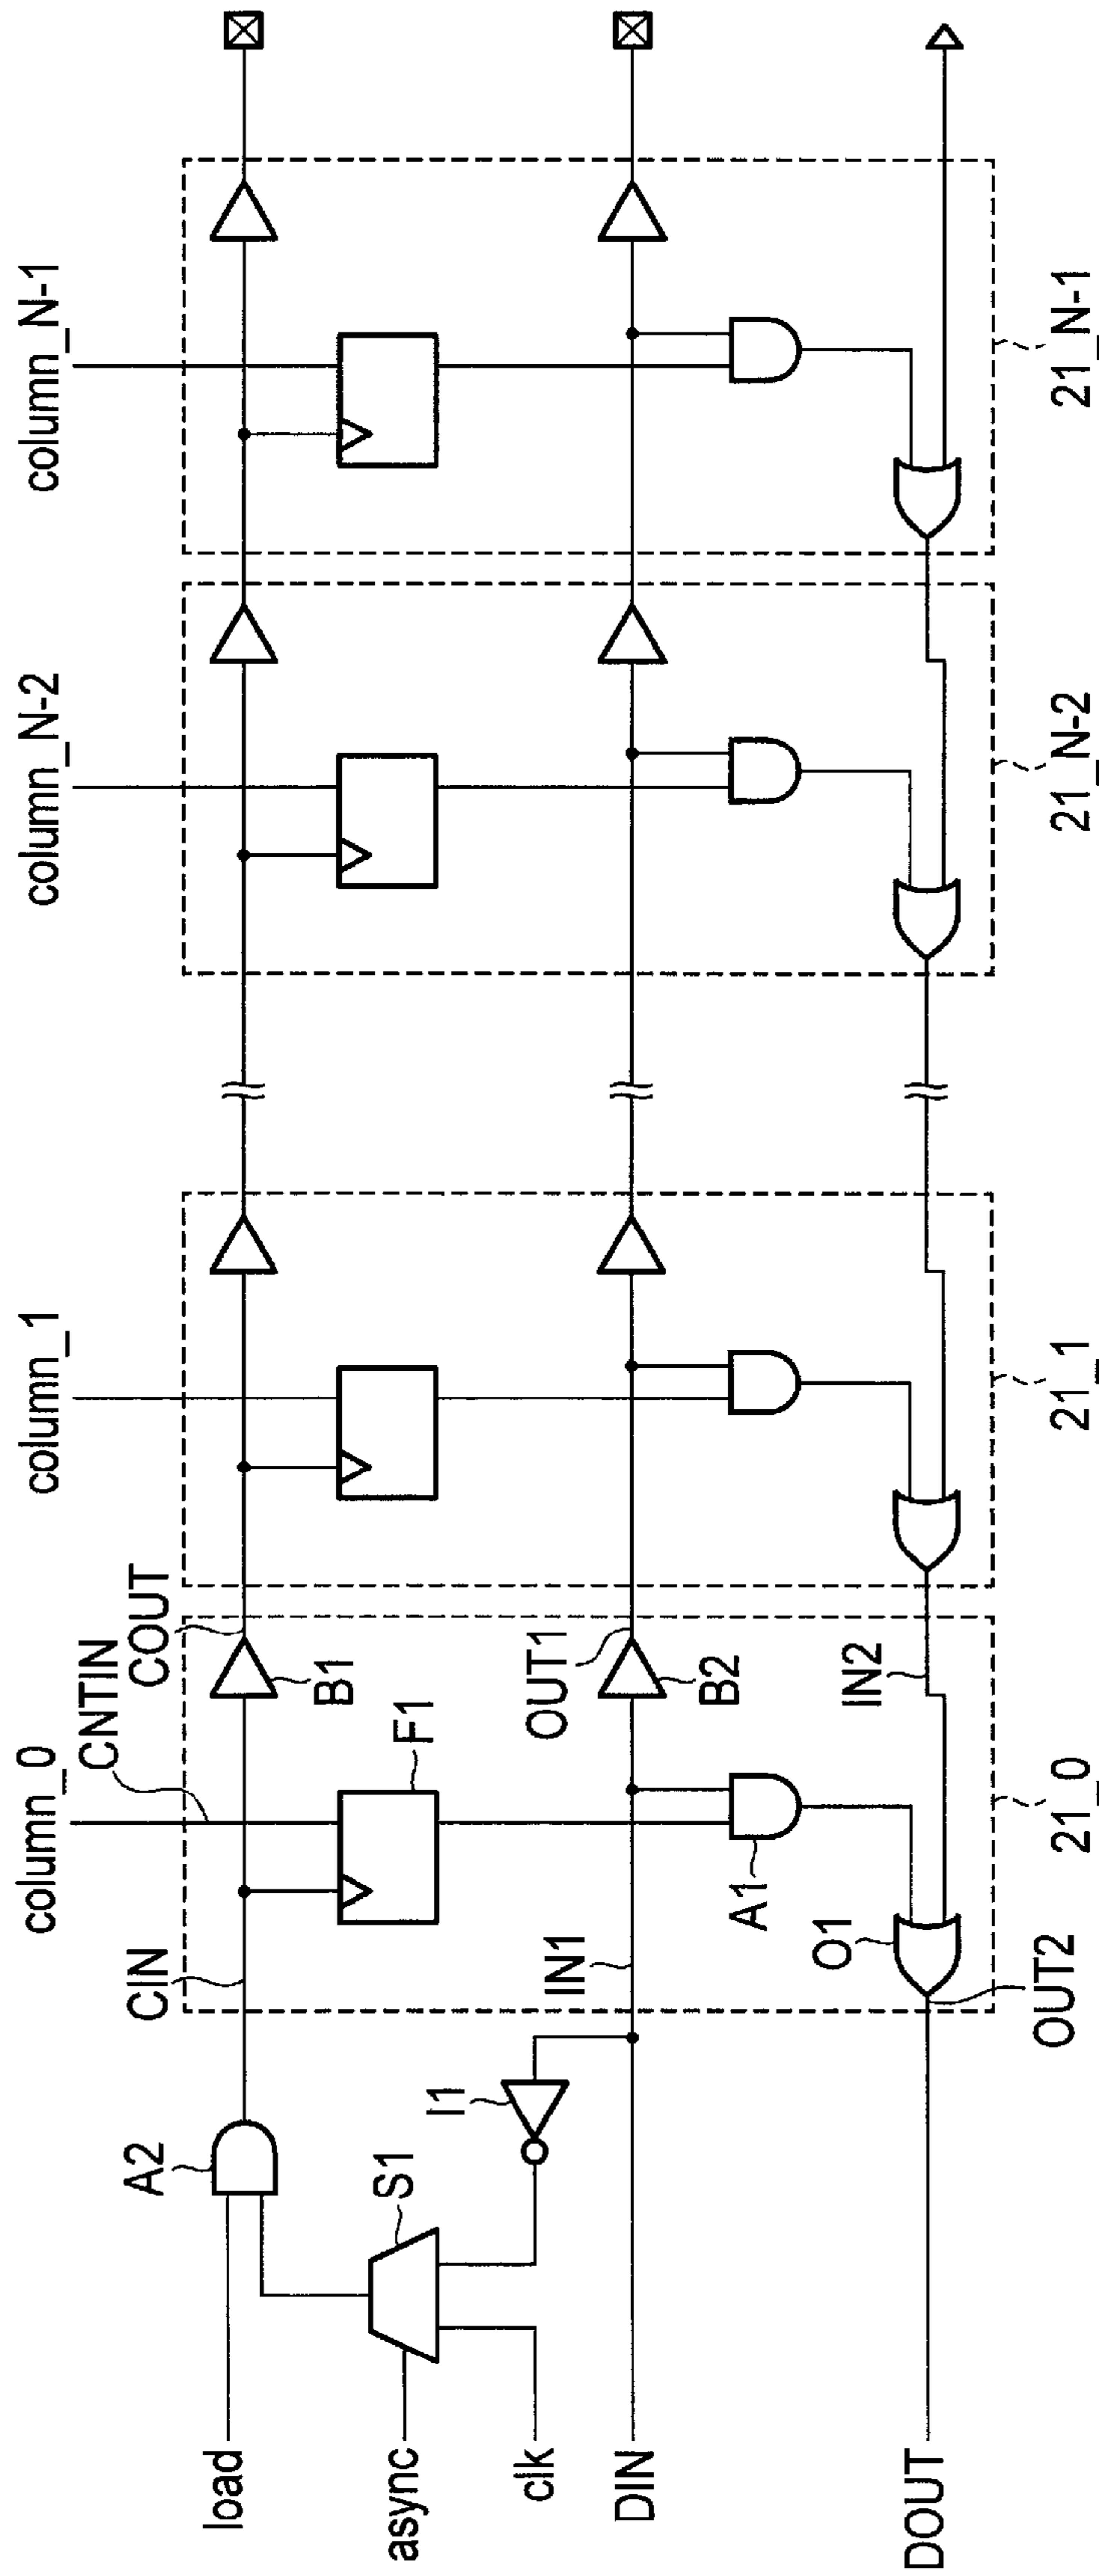 column_0
column_1
column_N-2
column_N-1
CNTIN
COUT
CIN
B1
F1
A2
load
S1
I1
async
clk
OUT1
IN1
B2
DIN
A1
IN2
O1
OUT2
DOUT
21_0
21_1
21_N-2
21_N-1